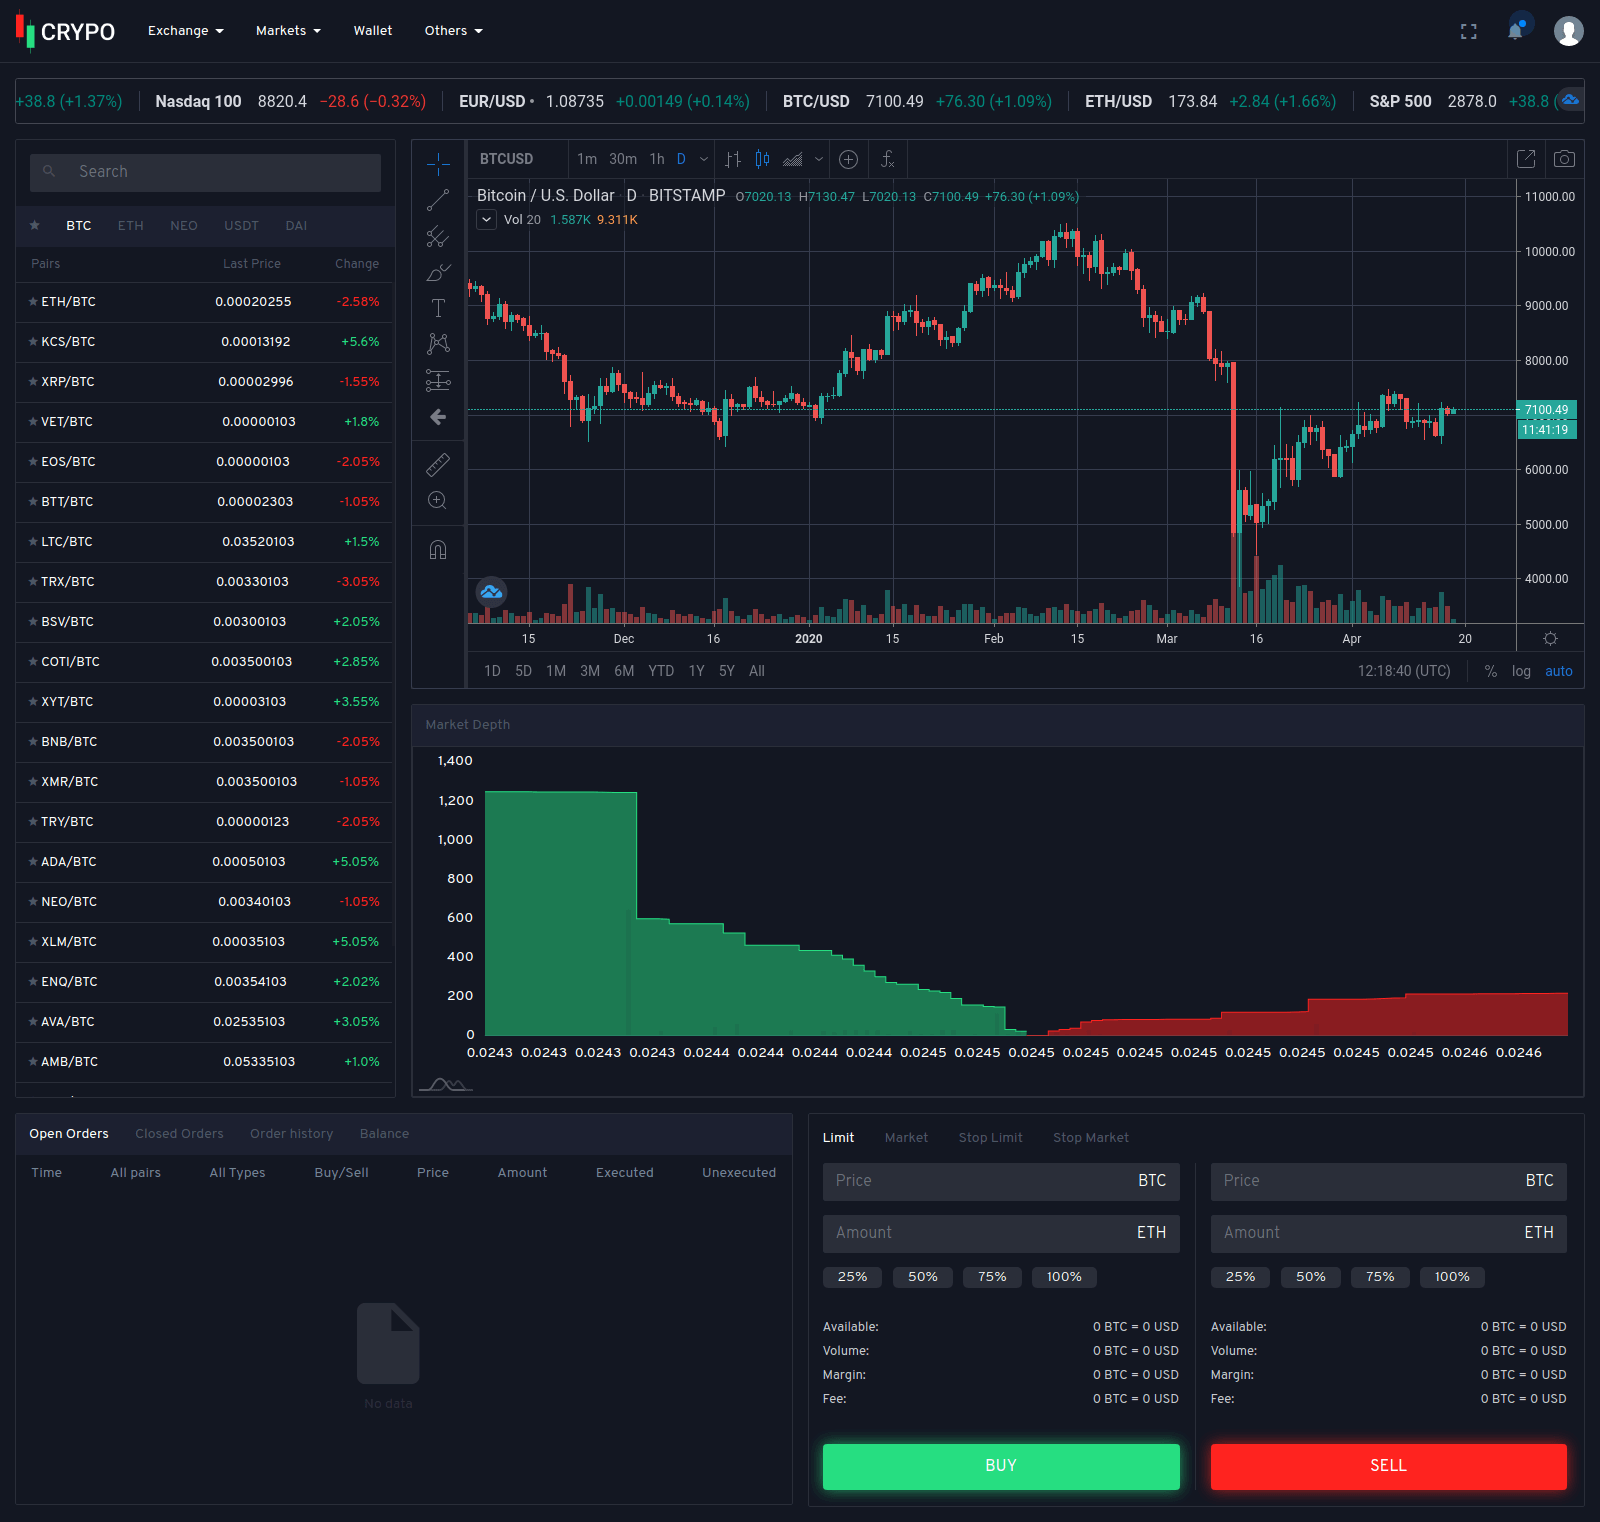 CRYPO Exchange Markets Wallet Others
+38.8 (+1.37%) Nasdaq 100 8820.4 −28.6 (−0.32%) EUR/USD 1.08735 +0.00149 (+0.14%) BTC/USD 7100.49 +76.30 (+1.09%) ETH/USD 173.84 +2.84 (+1.66%) S&P 500 2878.0 +38.8 (
Search
BTC ETH NEO USDT DAI
Pairs Last Price Change
ETH/BTC 0.00020255 -2.58%
KCS/BTC 0.00013192 +5.6%
XRP/BTC 0.00002996 -1.55%
VET/BTC 0.00000103 +1.8%
EOS/BTC 0.00000103 -2.05%
BTT/BTC 0.00002303 -1.05%
LTC/BTC 0.03520103 +1.5%
TRX/BTC 0.00330103 -3.05%
BSV/BTC 0.00300103 +2.05%
COTI/BTC 0.003500103 +2.85%
XYT/BTC 0.00003103 +3.55%
BNB/BTC 0.003500103 -2.05%
XMR/BTC 0.003500103 -1.05%
TRY/BTC 0.00000123 -2.05%
ADA/BTC 0.00050103 +5.05%
NEO/BTC 0.00340103 -1.05%
XLM/BTC 0.00035103 +5.05%
ENQ/BTC 0.00354103 +2.02%
AVA/BTC 0.02535103 +3.05%
AMB/BTC 0.05335103 +1.0%
BTCUSD 1m 30m 1h D
Bitcoin / U.S. Dollar D BITSTAMP O7020.13 H7130.47 L7020.13 C7100.49 +76.30 (+1.09%)
Vol 20 1.587K 9.311K
11000.00
10000.00
9000.00
8000.00
7100.49
11:41:19
6000.00
5000.00
4000.00
15 Dec 16 2020 15 Feb 15 Mar 16 Apr 20
1D 5D 1M 3M 6M YTD 1Y 5Y All 12:18:40 (UTC) % log auto
Market Depth
1,400
1,200
1,000
800
600
400
200
0
0.0243 0.0243 0.0243 0.0243 0.0244 0.0244 0.0244 0.0244 0.0245 0.0245 0.0245 0.0245 0.0245 0.0245 0.0245 0.0245 0.0245 0.0245 0.0246 0.0246
Open Orders Closed Orders Order history Balance
Time All pairs All Types Buy/Sell Price Amount Executed Unexecuted
No data
Limit Market Stop Limit Stop Market
Price BTC Price BTC
Amount ETH Amount ETH
25% 50% 75% 100% 25% 50% 75% 100%
Available: 0 BTC = 0 USD Available: 0 BTC = 0 USD
Volume: 0 BTC = 0 USD Volume: 0 BTC = 0 USD
Margin: 0 BTC = 0 USD Margin: 0 BTC = 0 USD
Fee: 0 BTC = 0 USD Fee: 0 BTC = 0 USD
BUY SELL